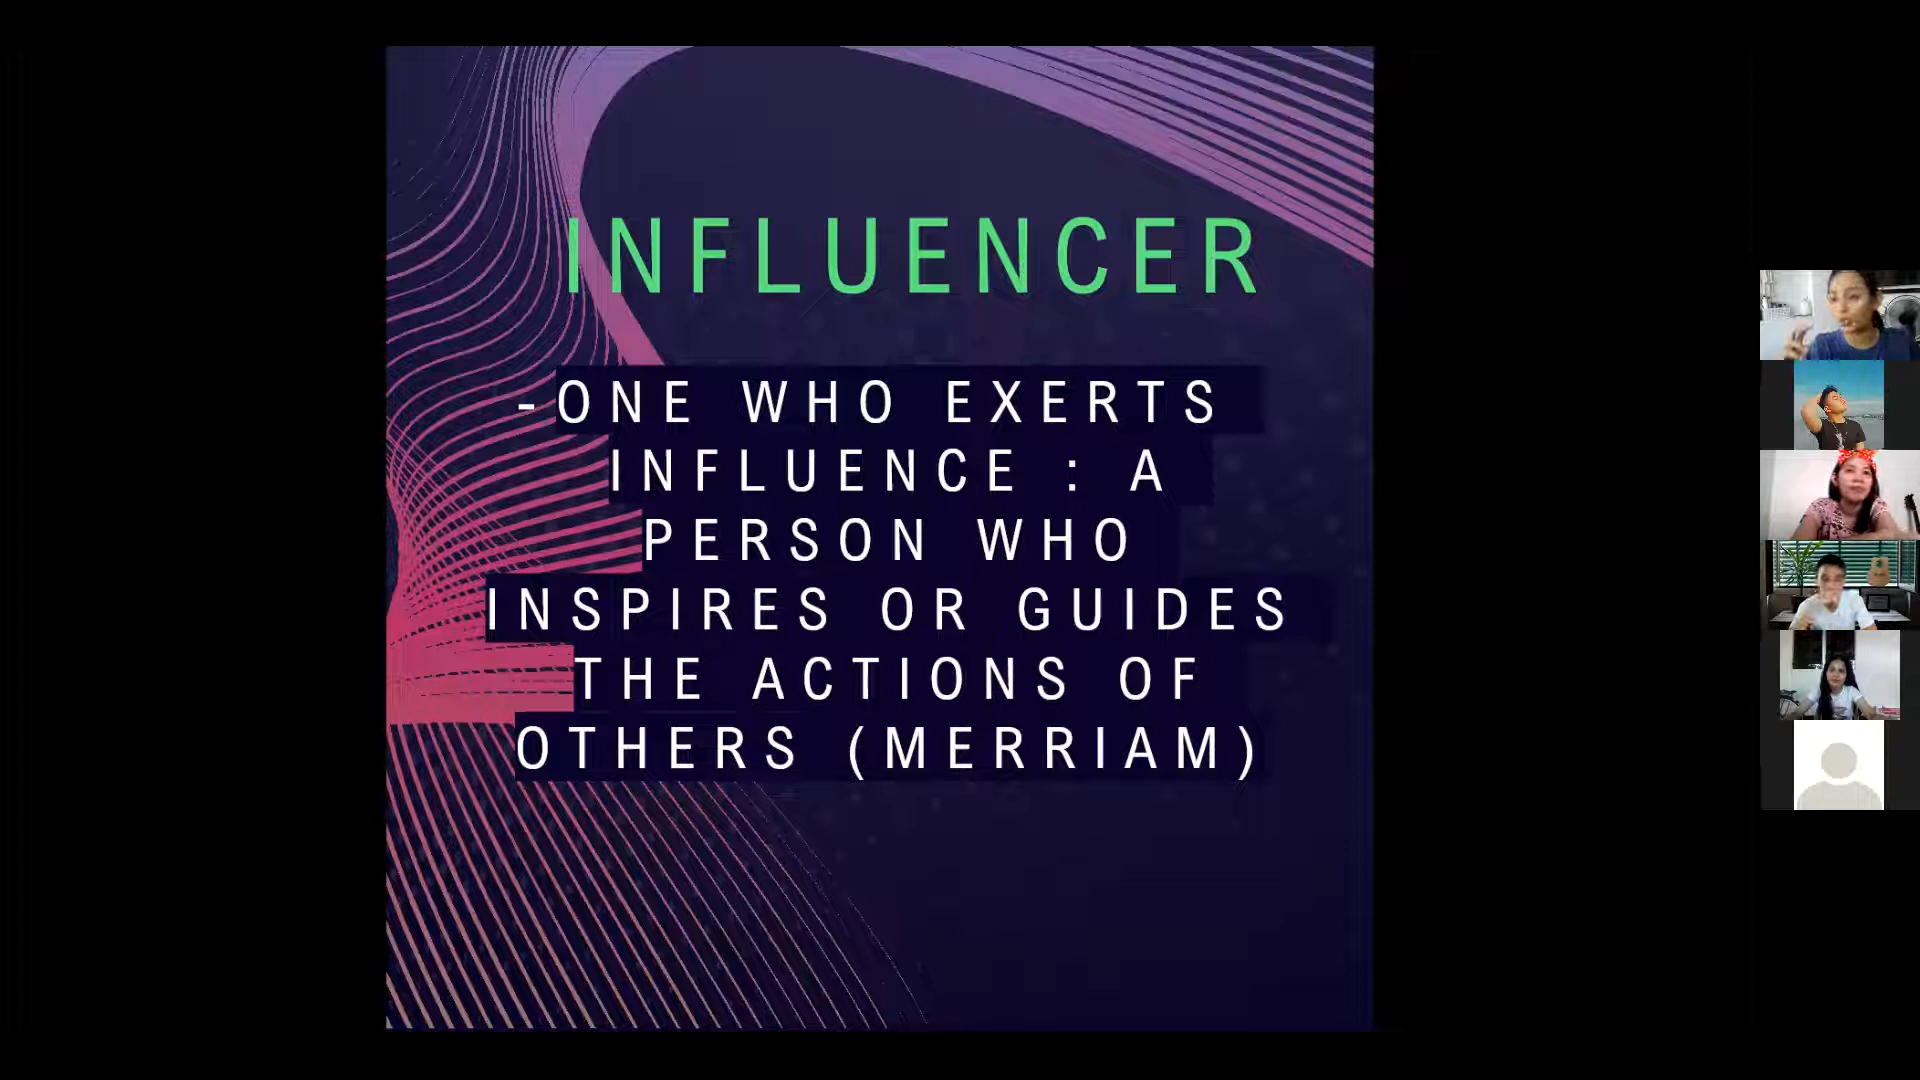 INFLUENCER
-ONE WHO EXERTS
INFLUENCE : A
PERSON WHO
INSPIRES OR GUIDES
THE ACTIONS OF
OTHERS (MERRIAM)